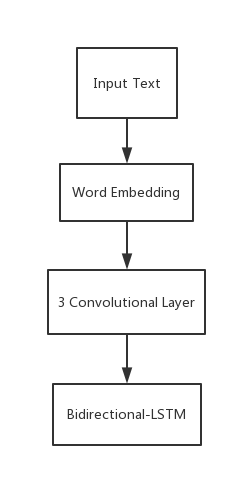 Input Text
Word Embedding
3 Convolutional Layer
Bidirectional-LSTM